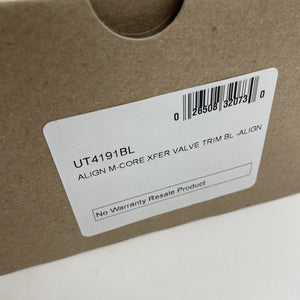 0 26508 32073 0
UT4191BL
ALIGN M-CORE XFER VALVE TRIM BL -ALIGN
No Warranty Resale Product